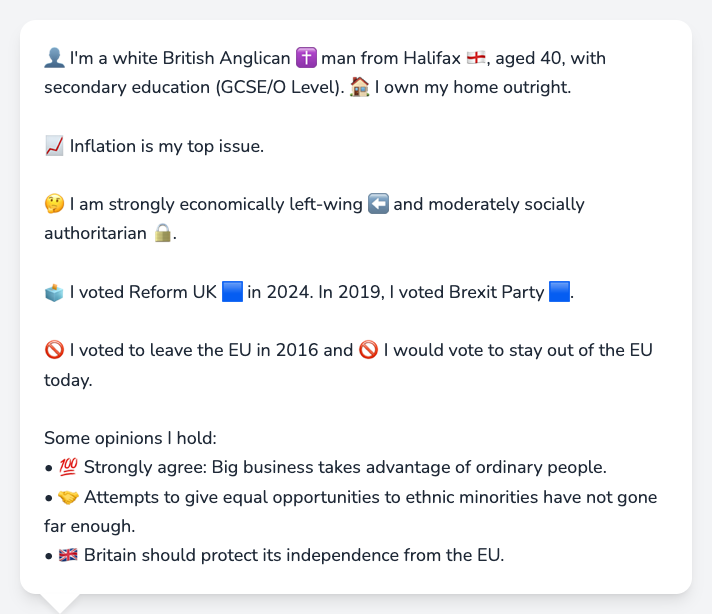 👤 I'm a white British Anglican ✝️ man from Halifax 🏴󠁧󠁢󠁥󠁮󠁧󠁿, aged 40, with
secondary education (GCSE/O Level). 🏠 I own my home outright.
📈 Inflation is my top issue.
🤔 I am strongly economically left-wing ⬅️ and moderately socially
authoritarian 🔒.
🗳️ I voted Reform UK 🟦 in 2024. In 2019, I voted Brexit Party 🟦.
🚫 I voted to leave the EU in 2016 and 🚫 I would vote to stay out of the EU
today.
Some opinions I hold:
• 💯 Strongly agree: Big business takes advantage of ordinary people.
• 🤝 Attempts to give equal opportunities to ethnic minorities have not gone
far enough.
• 🇬🇧 Britain should protect its independence from the EU.